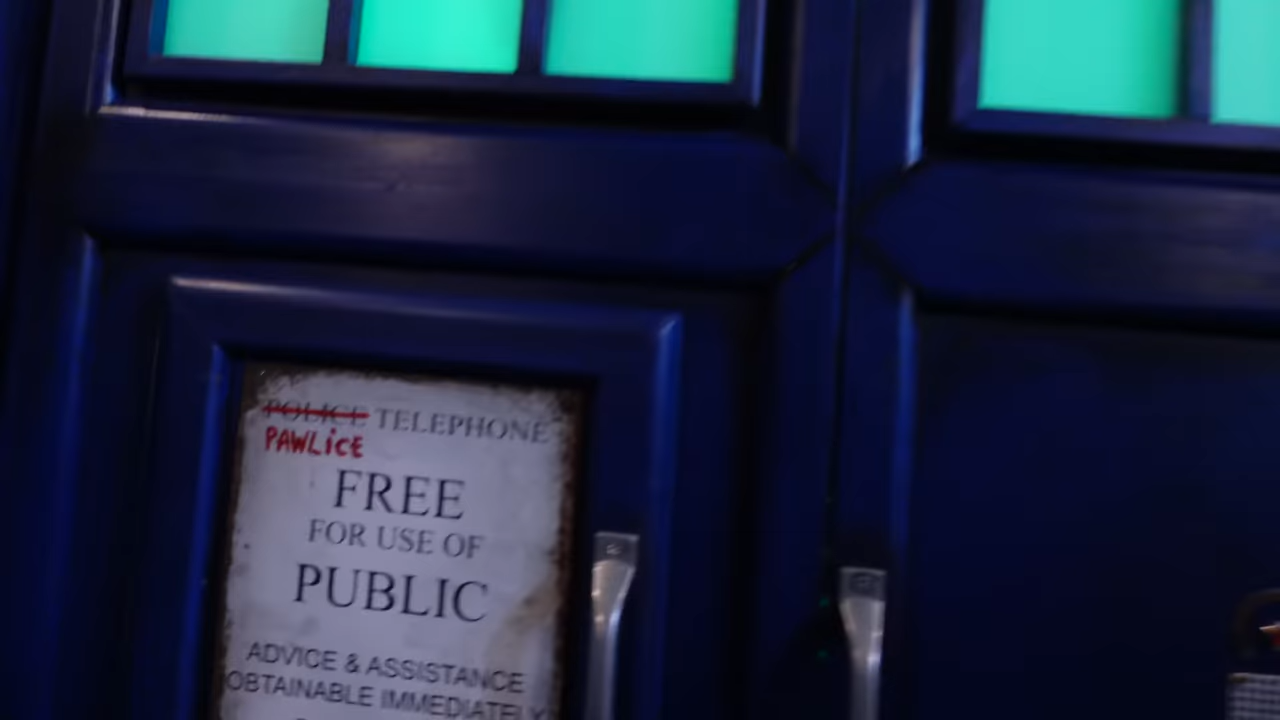 POLICE TELEPHONE
PAWLiCE
FREE
FOR USE OF
PUBLIC
ADVICE & ASSISTANCE
OBTAINABLE IMMEDIATELY